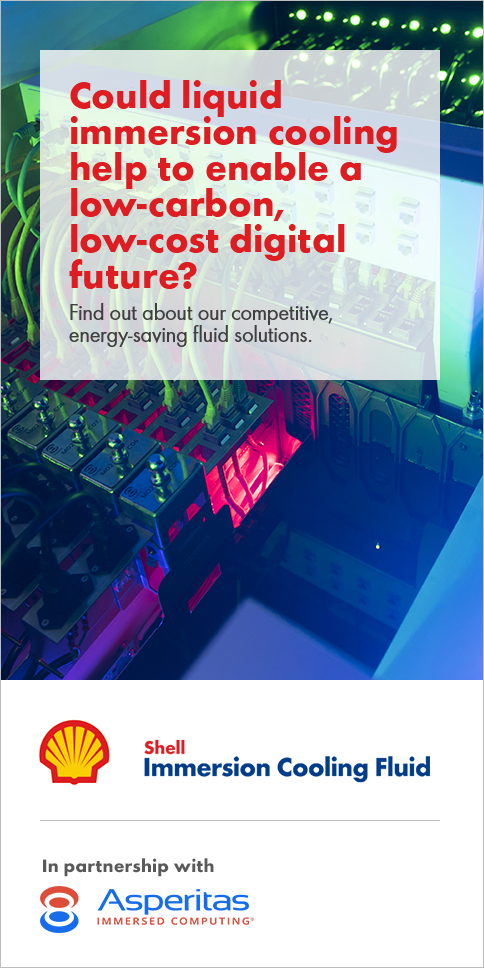 Could liquid
immersion cooling
help to enable a
low-carbon,
low-cost digital
future?
Find out about our competitive,
energy-saving fluid solutions.
Shell
Immersion Cooling Fluid
In partnership with
Asperitas
IMMERSED COMPUTING®